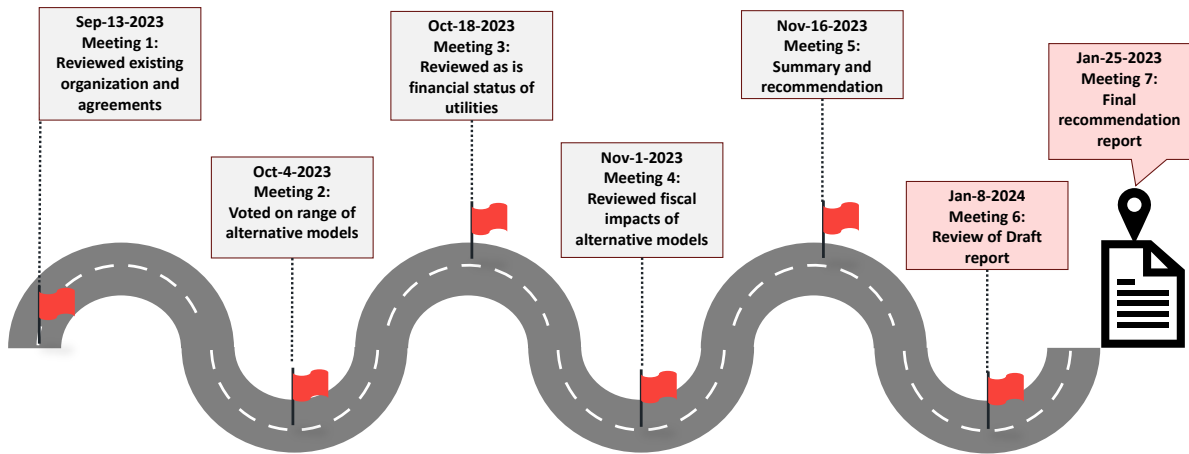 Sep-13-2023
Meeting 1:
Reviewed existing
organization and
agreements
Oct-4-2023
Meeting 2:
Voted on range of
alternative models
Oct-18-2023
Meeting 3:
Reviewed as is
financial status of
utilities
Nov-1-2023
Meeting 4:
Reviewed fiscal
impacts of
alternative models
Nov-16-2023
Meeting 5:
Summary and
recommendation
Jan-8-2024
Meeting 6:
Review of Draft
report
Jan-25-2023
Meeting 7:
Final
recommendation
report